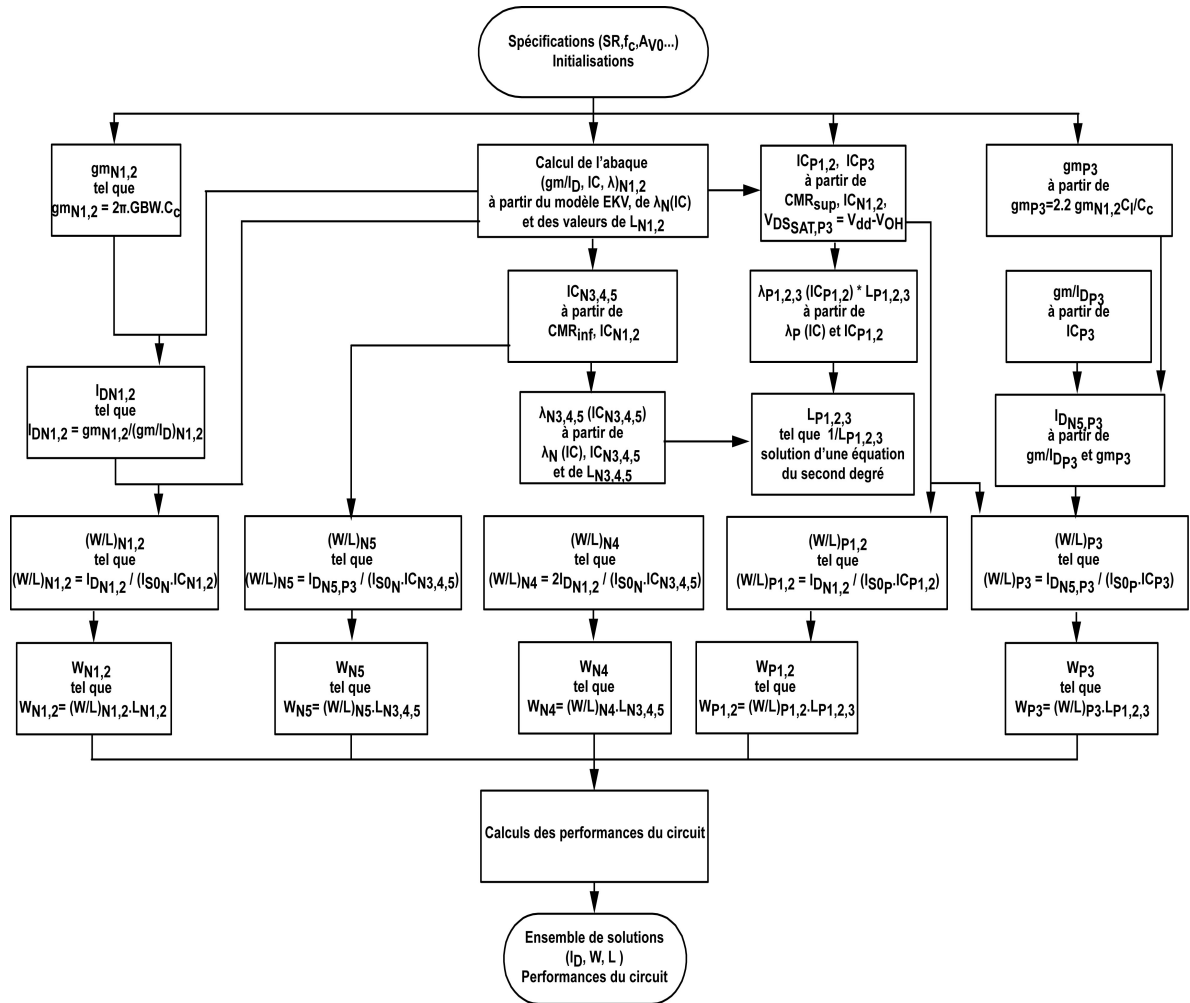 Spécifications (SR,fc,AV0...)
Initialisations
gmN1,2
tel que
gmN1,2 = 2π.GBW.Cc
Calcul de l'abaque
(gm/ID, IC, λ)N1,2
à partir du modèle EKV, de λN(IC)
et des valeurs de LN1,2
ICP1,2, ICP3
à partir de
CMRsup, ICN1,2,
VDSSAT,P3 = Vdd-VOH
gmP3
à partir de
gmP3=2.2 gmN1,2Cl/Cc
ICN3,4,5
à partir de
CMRinf, ICN1,2
λP1,2,3 (ICP1,2) * LP1,2,3
à partir de
λP (IC) et ICP1,2
gm/IDP3
à partir de
ICP3
IDN1,2
tel que
IDN1,2 = gmN1,2/(gm/ID)N1,2
λN3,4,5 (ICN3,4,5)
à partir de
λN (IC), ICN3,4,5
et de LN3,4,5
LP1,2,3
tel que 1/LP1,2,3
solution d'une équation
du second degré
IDN5,P3
à partir de
gm/IDP3 et gmP3
(W/L)N1,2
tel que
(W/L)N1,2 = IDN1,2 / (IS0N.ICN1,2)
(W/L)N5
tel que
(W/L)N5 = IDN5,P3 / (IS0N.ICN3,4,5)
(W/L)N4
tel que
(W/L)N4 = 2IDN1,2 / (IS0N.ICN3,4,5)
(W/L)P1,2
tel que
(W/L)P1,2 = IDN1,2 / (IS0P.ICP1,2)
(W/L)P3
tel que
(W/L)P3 = IDN5,P3 / (IS0P.ICP3)
WN1,2
tel que
WN1,2= (W/L)N1,2.LN1,2
WN5
tel que
WN5= (W/L)N5.LN3,4,5
WN4
tel que
WN4= (W/L)N4.LN3,4,5
WP1,2
tel que
WP1,2= (W/L)P1,2.LP1,2,3
WP3
tel que
WP3= (W/L)P3.LP1,2,3
Calculs des performances du circuit
Ensemble de solutions
(ID, W, L )
Performances du circuit